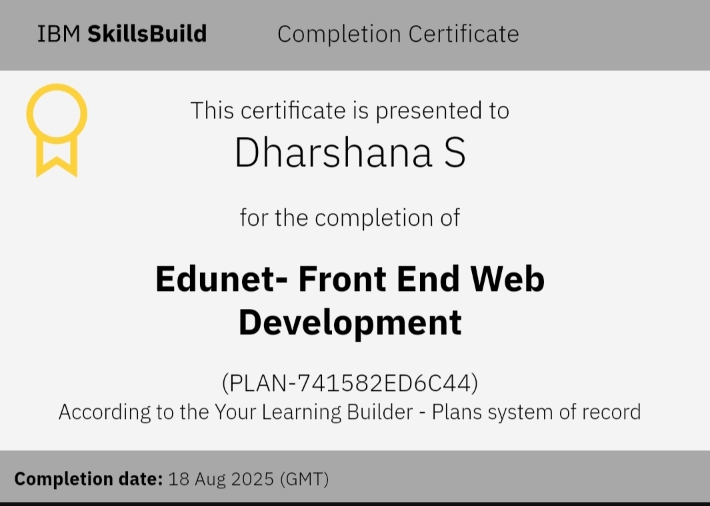 IBM SkillsBuild Completion Certificate
This certificate is presented to
Dharshana S
for the completion of
Edunet- Front End Web
Development
(PLAN-741582ED6C44)
According to the Your Learning Builder - Plans system of record
Completion date: 18 Aug 2025 (GMT)